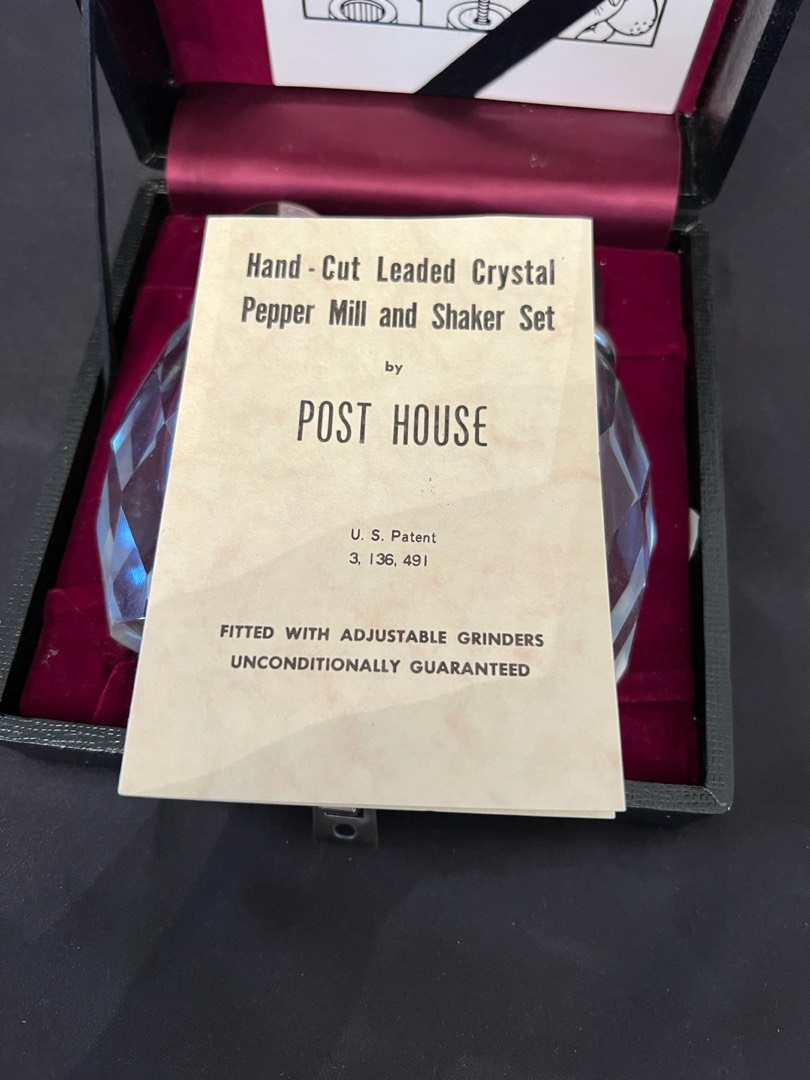 Hand-Cut Leaded Crystal
Pepper Mill and Shaker Set
by
POST HOUSE
U. S. Patent
3, 136, 491
FITTED WITH ADJUSTABLE GRINDERS
UNCONDITIONALLY GUARANTEED